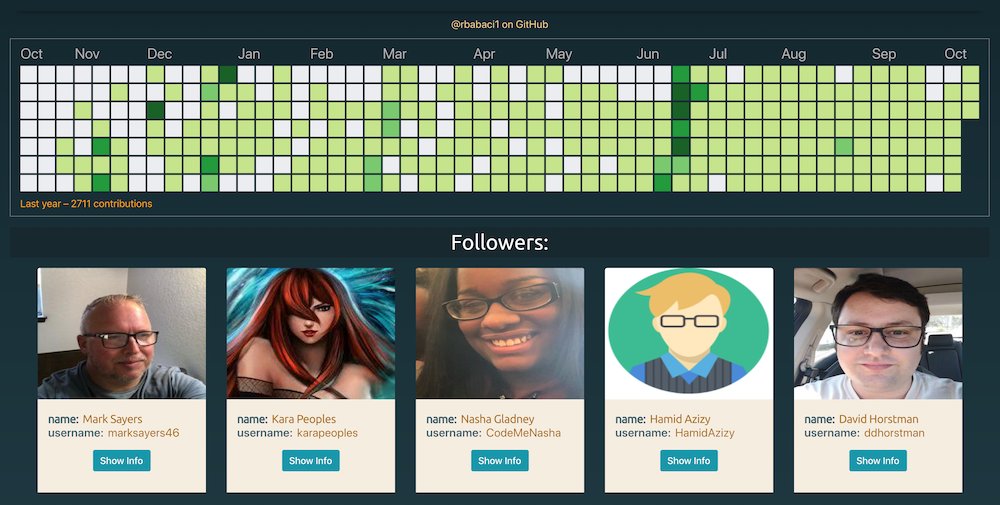 @rbabaci1 on GitHub
Oct Nov Dec Jan Feb Mar Apr May Jun Jul Aug Sep Oct
Last year – 2711 contributions
Followers:
name: Mark Sayers
username: marksayers46
Show Info
name: Kara Peoples
username: karapeoples
Show Info
name: Nasha Gladney
username: CodeMeNasha
Show Info
name: Hamid Azizy
username: HamidAzizy
Show Info
name: David Horstman
username: ddhorstman
Show Info